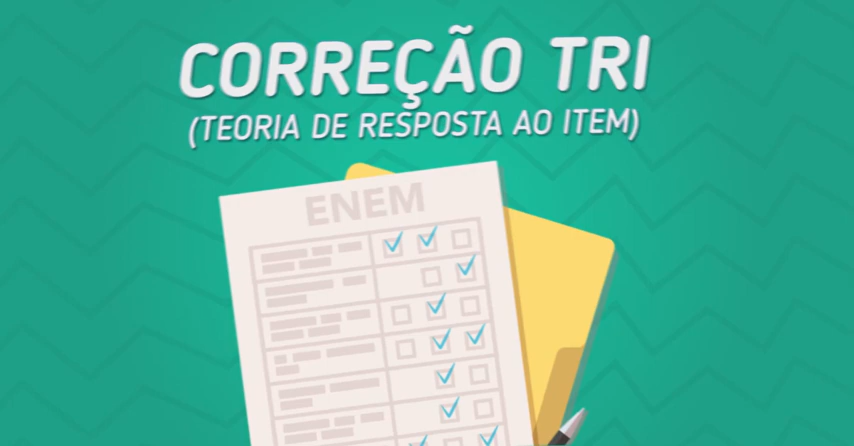 CORREÇÃO TRI
(TEORIA DE RESPOSTA AO ITEM)
ENEM